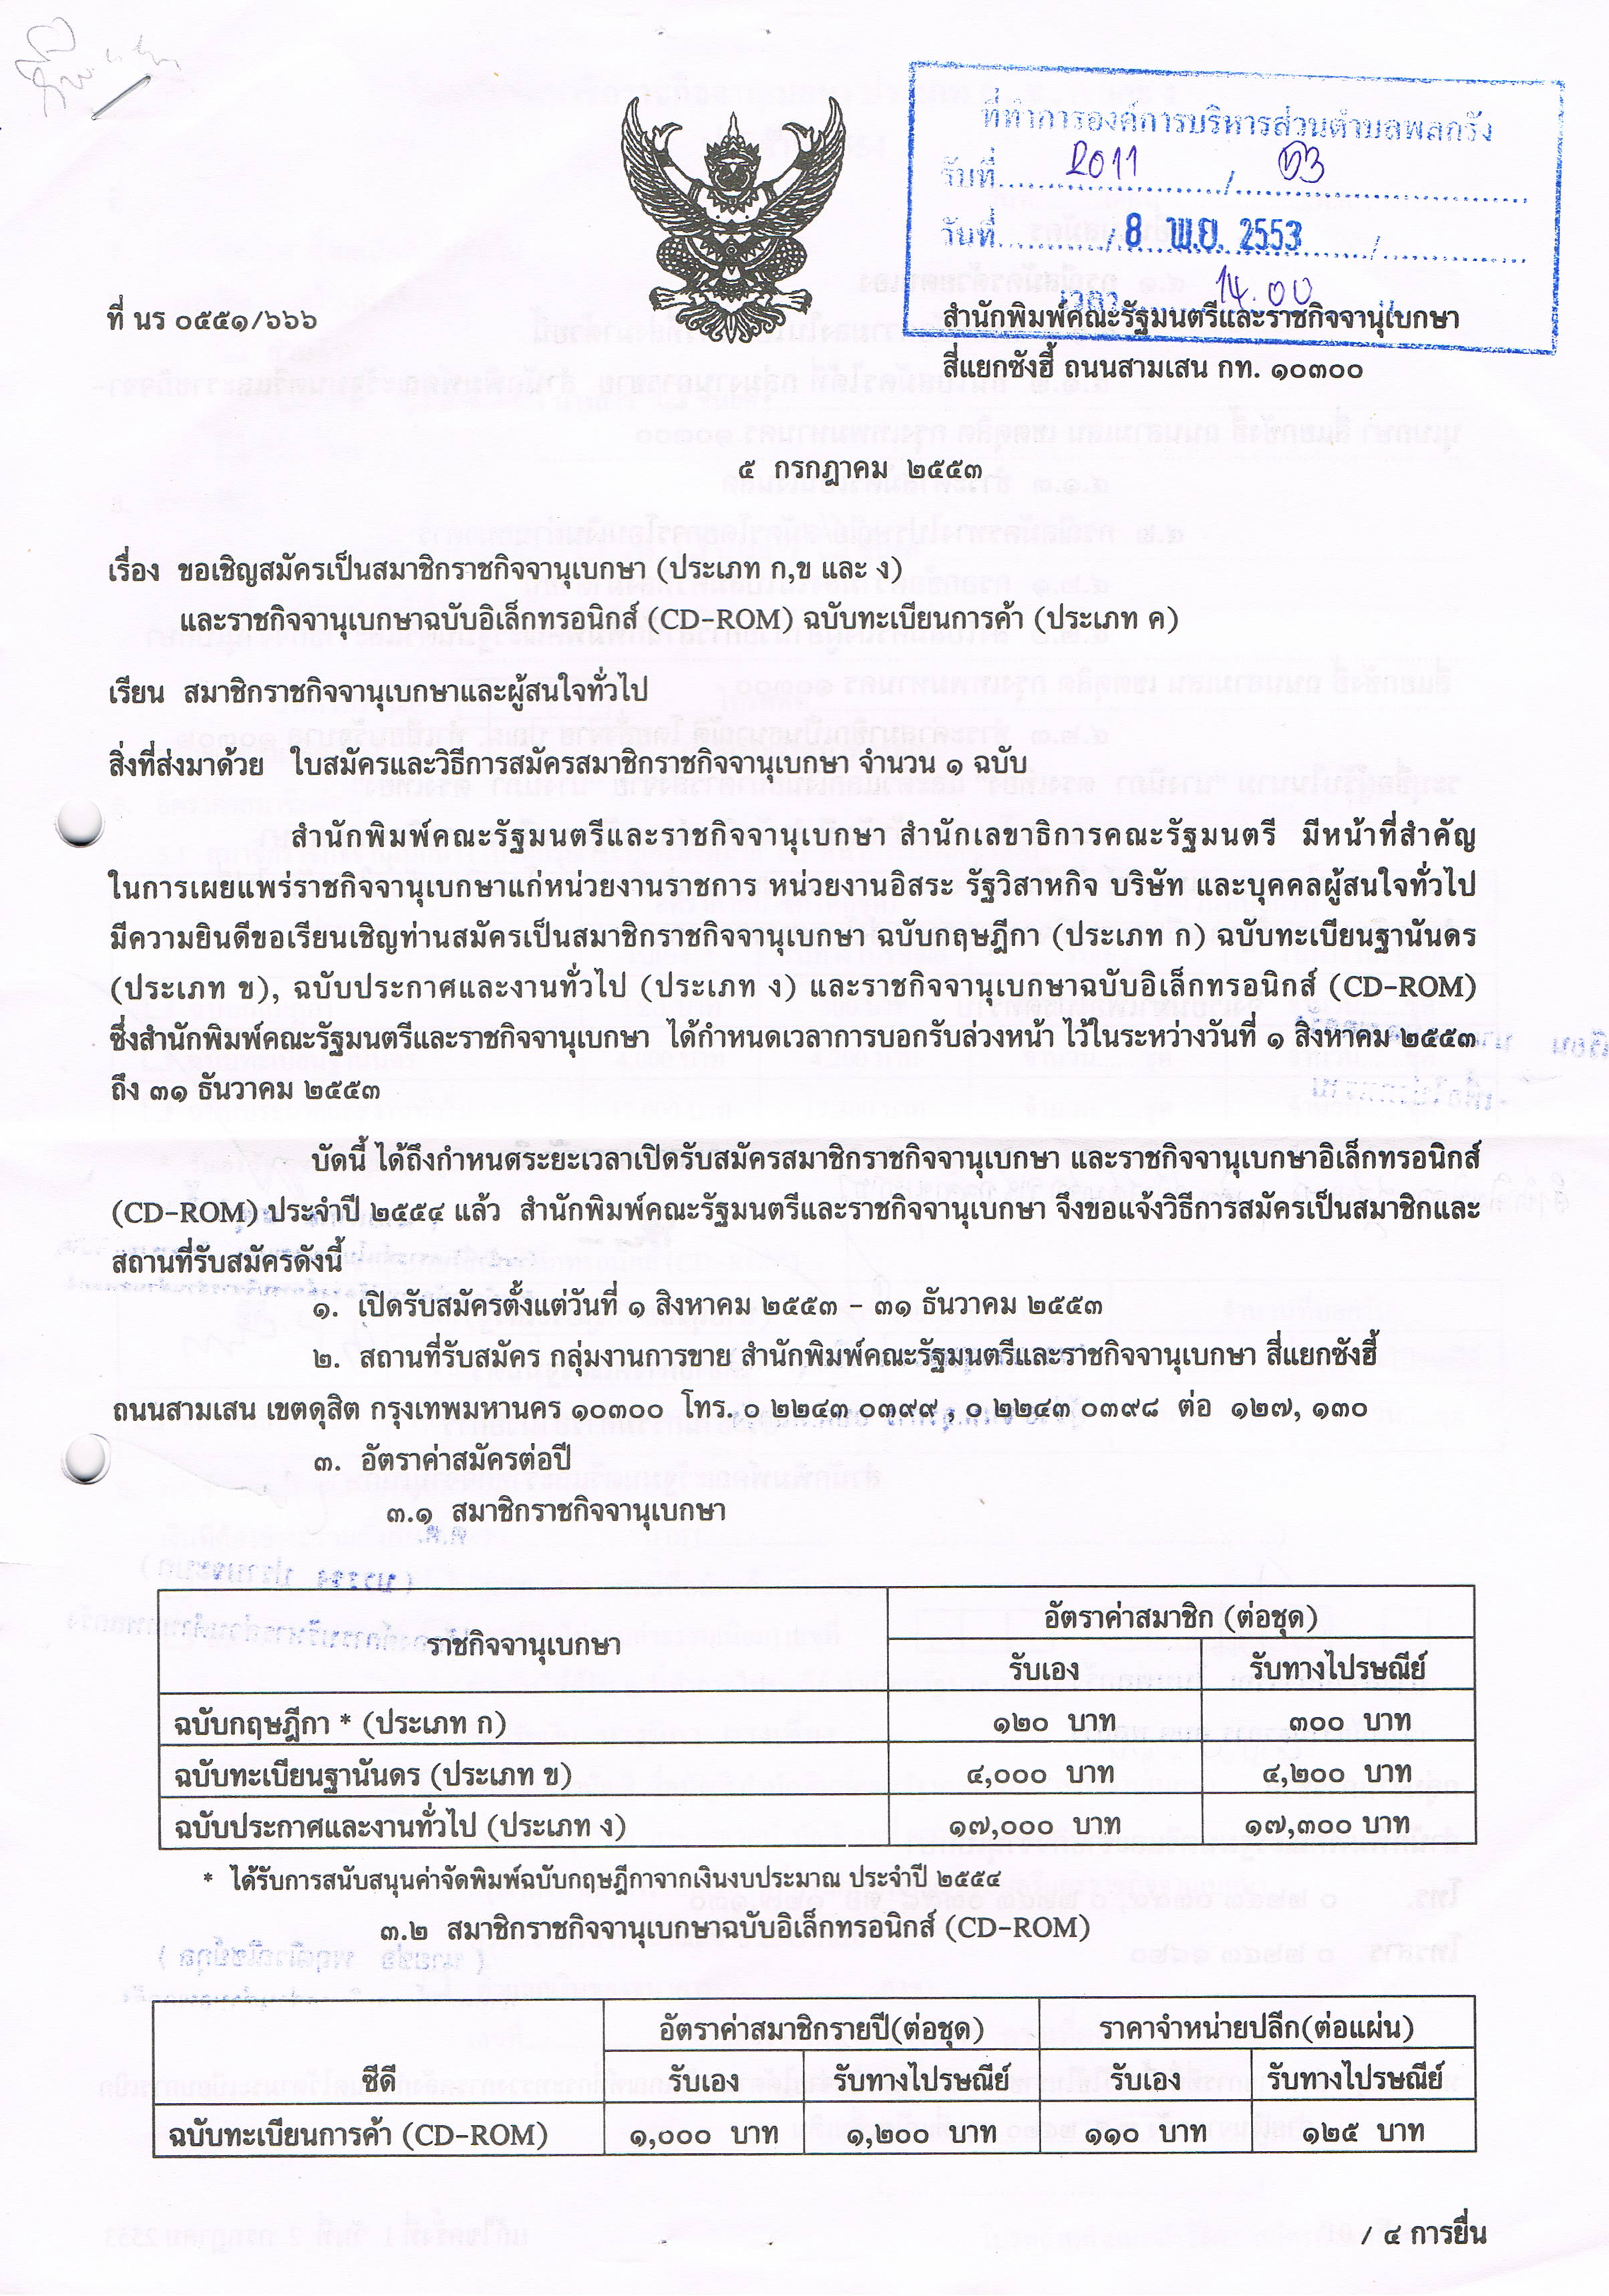 ที่ทำการองค์การบริหารส่วนตำบลพลกรัง
รับที่ 2011 / 53
วันที่ 8 พ.ย. 2553
เวลา 14.00
ที่ นร ๐๕๕๑/๖๖๖
สำนักพิมพ์คณะรัฐมนตรีและราชกิจจานุเบกษา
สี่แยกซังฮี้ ถนนสามเสน กท. ๑๐๓๐๐
๕ กรกฎาคม ๒๕๕๓
เรื่อง ขอเชิญสมัครเป็นสมาชิกราชกิจจานุเบกษา (ประเภท ก,ข และ ง)
และราชกิจจานุเบกษาฉบับอิเล็กทรอนิกส์ (CD-ROM) ฉบับทะเบียนการค้า (ประเภท ค)
เรียน สมาชิกราชกิจจานุเบกษาและผู้สนใจทั่วไป
สิ่งที่ส่งมาด้วย ใบสมัครและวิธีการสมัครสมาชิกราชกิจจานุเบกษา จำนวน ๑ ฉบับ
สำนักพิมพ์คณะรัฐมนตรีและราชกิจจานุเบกษา สำนักเลขาธิการคณะรัฐมนตรี มีหน้าที่สำคัญ
ในการเผยแพร่ราชกิจจานุเบกษาแก่หน่วยงานราชการ หน่วยงานอิสระ รัฐวิสาหกิจ บริษัท และบุคคลผู้สนใจทั่วไป
มีความยินดีขอเรียนเชิญท่านสมัครเป็นสมาชิกราชกิจจานุเบกษา ฉบับกฤษฎีกา (ประเภท ก) ฉบับทะเบียนฐานันดร
(ประเภท ข), ฉบับประกาศและงานทั่วไป (ประเภท ง) และราชกิจจานุเบกษาฉบับอิเล็กทรอนิกส์ (CD-ROM)
ซึ่งสำนักพิมพ์คณะรัฐมนตรีและราชกิจจานุเบกษา ได้กำหนดเวลาการบอกรับล่วงหน้า ไว้ในระหว่างวันที่ ๑ สิงหาคม ๒๕๕๓
ถึง ๓๑ ธันวาคม ๒๕๕๓
บัดนี้ ได้ถึงกำหนดระยะเวลาเปิดรับสมัครสมาชิกราชกิจจานุเบกษา และราชกิจจานุเบกษาอิเล็กทรอนิกส์
(CD-ROM) ประจำปี ๒๕๕๔ แล้ว สำนักพิมพ์คณะรัฐมนตรีและราชกิจจานุเบกษา จึงขอแจ้งวิธีการสมัครเป็นสมาชิกและ
สถานที่รับสมัครดังนี้
๑. เปิดรับสมัครตั้งแต่วันที่ ๑ สิงหาคม ๒๕๕๓ - ๓๑ ธันวาคม ๒๕๕๓
๒. สถานที่รับสมัคร กลุ่มงานการขาย สำนักพิมพ์คณะรัฐมนตรีและราชกิจจานุเบกษา สี่แยกซังฮี้
ถนนสามเสน เขตดุสิต กรุงเทพมหานคร ๑๐๓๐๐ โทร. ๐ ๒๒๔๓ ๐๓๙๙ , ๐ ๒๒๔๓ ๐๓๙๘ ต่อ ๑๒๗, ๑๓๐
๓. อัตราค่าสมัครต่อปี
๓.๑ สมาชิกราชกิจจานุเบกษา
ราชกิจจานุเบกษา อัตราค่าสมาชิก (ต่อชุด)
รับเอง รับทางไปรษณีย์
ฉบับกฤษฎีกา * (ประเภท ก) ๑๒๐ บาท ๓๐๐ บาท
ฉบับทะเบียนฐานันดร (ประเภท ข) ๔,๐๐๐ บาท ๔,๒๐๐ บาท
ฉบับประกาศและงานทั่วไป (ประเภท ง) ๑๗,๐๐๐ บาท ๑๗,๓๐๐ บาท
* ได้รับการสนับสนุนค่าจัดพิมพ์ฉบับกฤษฎีกาจากเงินงบประมาณ ประจำปี ๒๕๕๔
๓.๒ สมาชิกราชกิจจานุเบกษาฉบับอิเล็กทรอนิกส์ (CD-ROM)
อัตราค่าสมาชิกรายปี(ต่อชุด) ราคาจำหน่ายปลีก(ต่อแผ่น)
ซีดี รับเอง รับทางไปรษณีย์ รับเอง รับทางไปรษณีย์
ฉบับทะเบียนการค้า (CD-ROM) ๑,๐๐๐ บาท ๑,๒๐๐ บาท ๑๑๐ บาท ๑๒๕ บาท
/ ๔ การยื่น